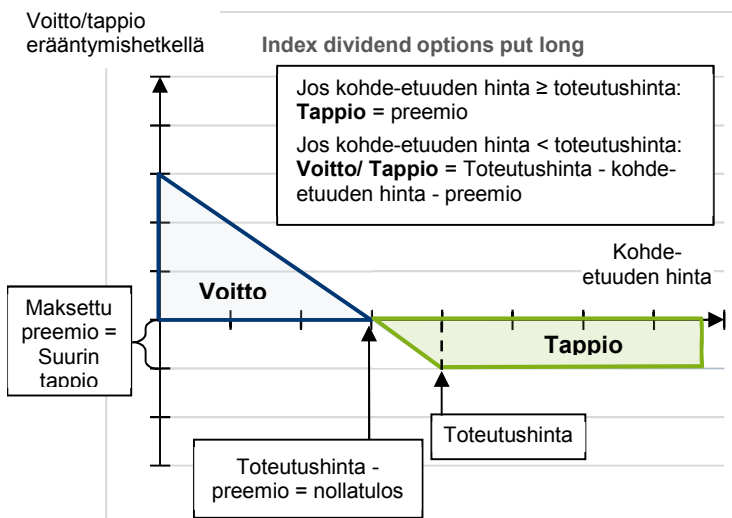 Voitto/tappio
erääntymishetkellä
Index dividend options put long
Jos kohde-etuuden hinta ≥ toteutushinta:
Tappio = preemio
Jos kohde-etuuden hinta < toteutushinta:
Voitto/ Tappio = Toteutushinta - kohde-
etuuden hinta - preemio
Kohde-
etuuden hinta
Voitto
Maksettu
preemio =
Suurin
tappio
Tappio
Toteutushinta
Toteutushinta -
preemio = nollatulos